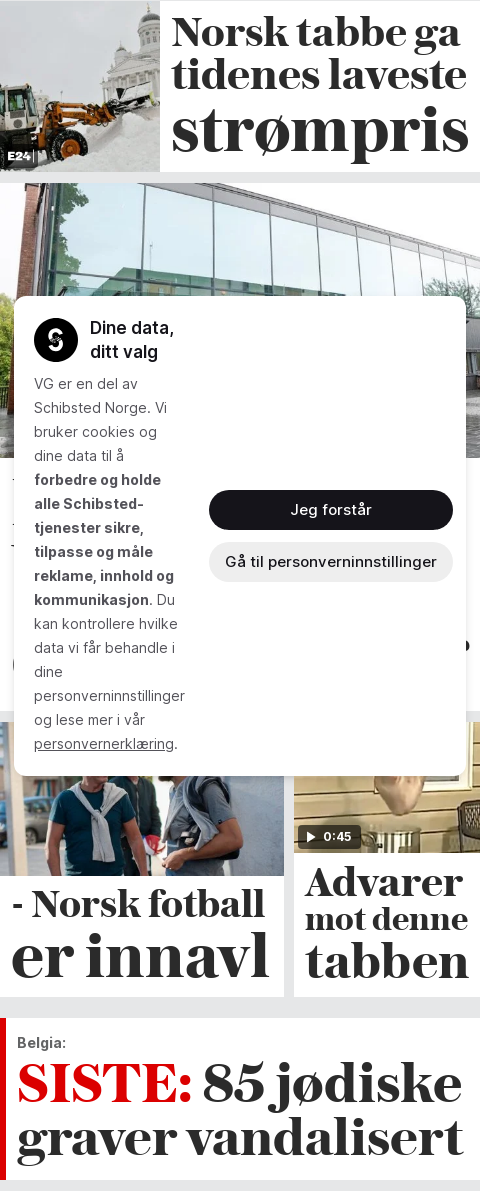 Norsk tabbe ga
tidenes laveste
strømpris
E24
Dine data,
ditt valg
VG er en del av
Schibsted Norge. Vi
bruker cookies og
dine data til å
forbedre og holde
alle Schibsted-
tjenester sikre,
tilpasse og måle
reklame, innhold og
kommunikasjon. Du
kan kontrollere hvilke
data vi får behandle i
dine
personverninnstillinger
og lese mer i vår
personvernerklæring.
Jeg forstår
Gå til personverninnstillinger
0:45
- Norsk fotball
er innavl
Advarer
mot denne
tabben
Belgia:
SISTE: 85 jødiske
graver vandalisert